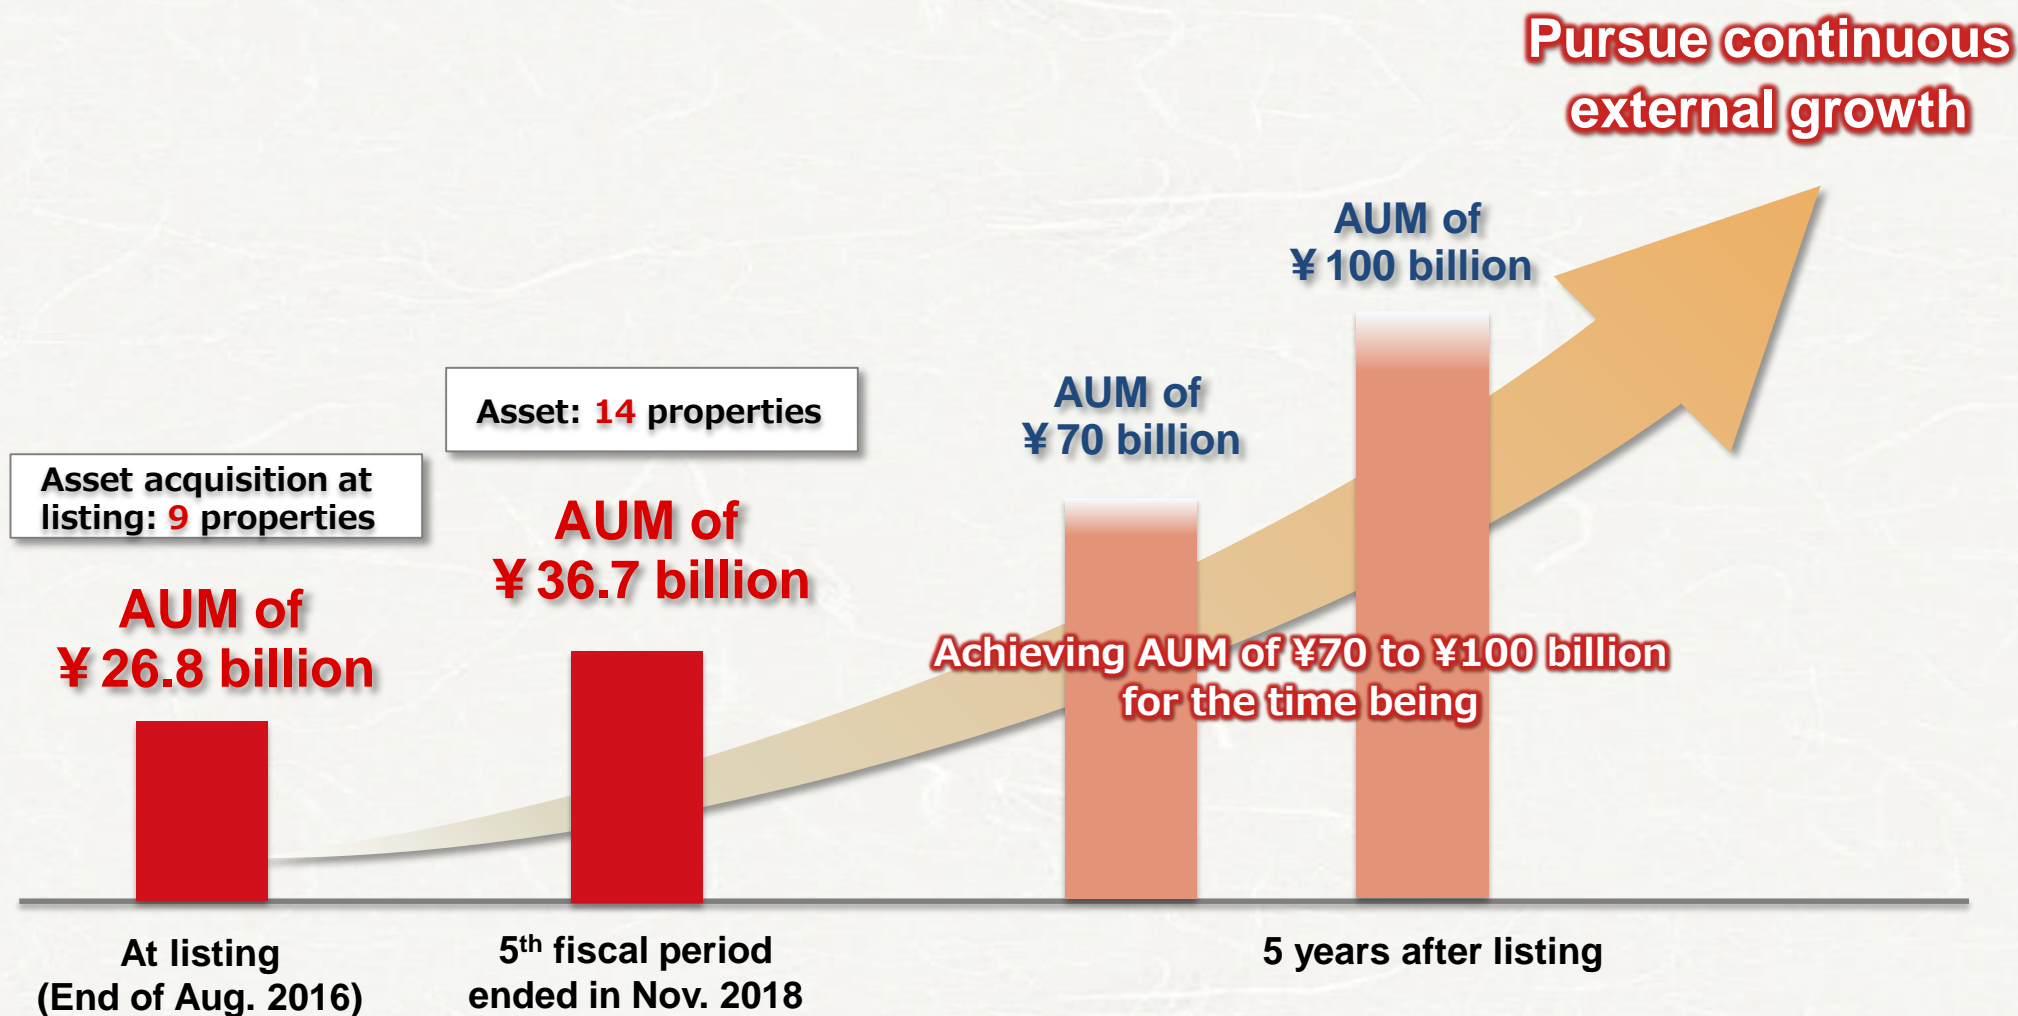 Pursue continuous
external growth
AUM of
¥ 100 billion
AUM of
¥ 70 billion
Asset: 14 properties
Asset acquisition at
listing: 9 properties
AUM of
¥ 36.7 billion
AUM of
¥ 26.8 billion
Achieving AUM of ¥70 to ¥100 billion
for the time being
At listing
(End of Aug. 2016)
5th fiscal period
ended in Nov. 2018
5 years after listing